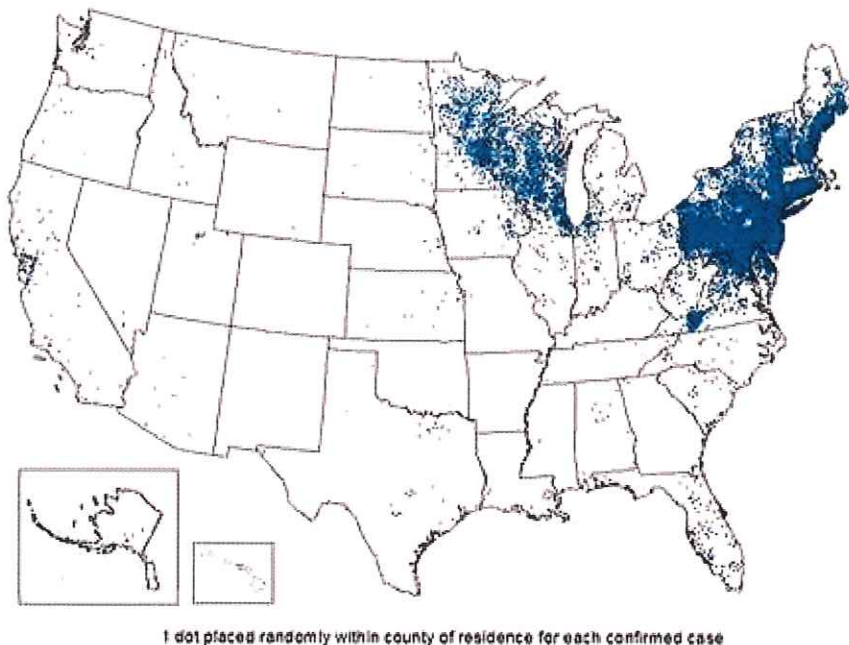 1 dot placed randomly within county of residence for each confirmed case